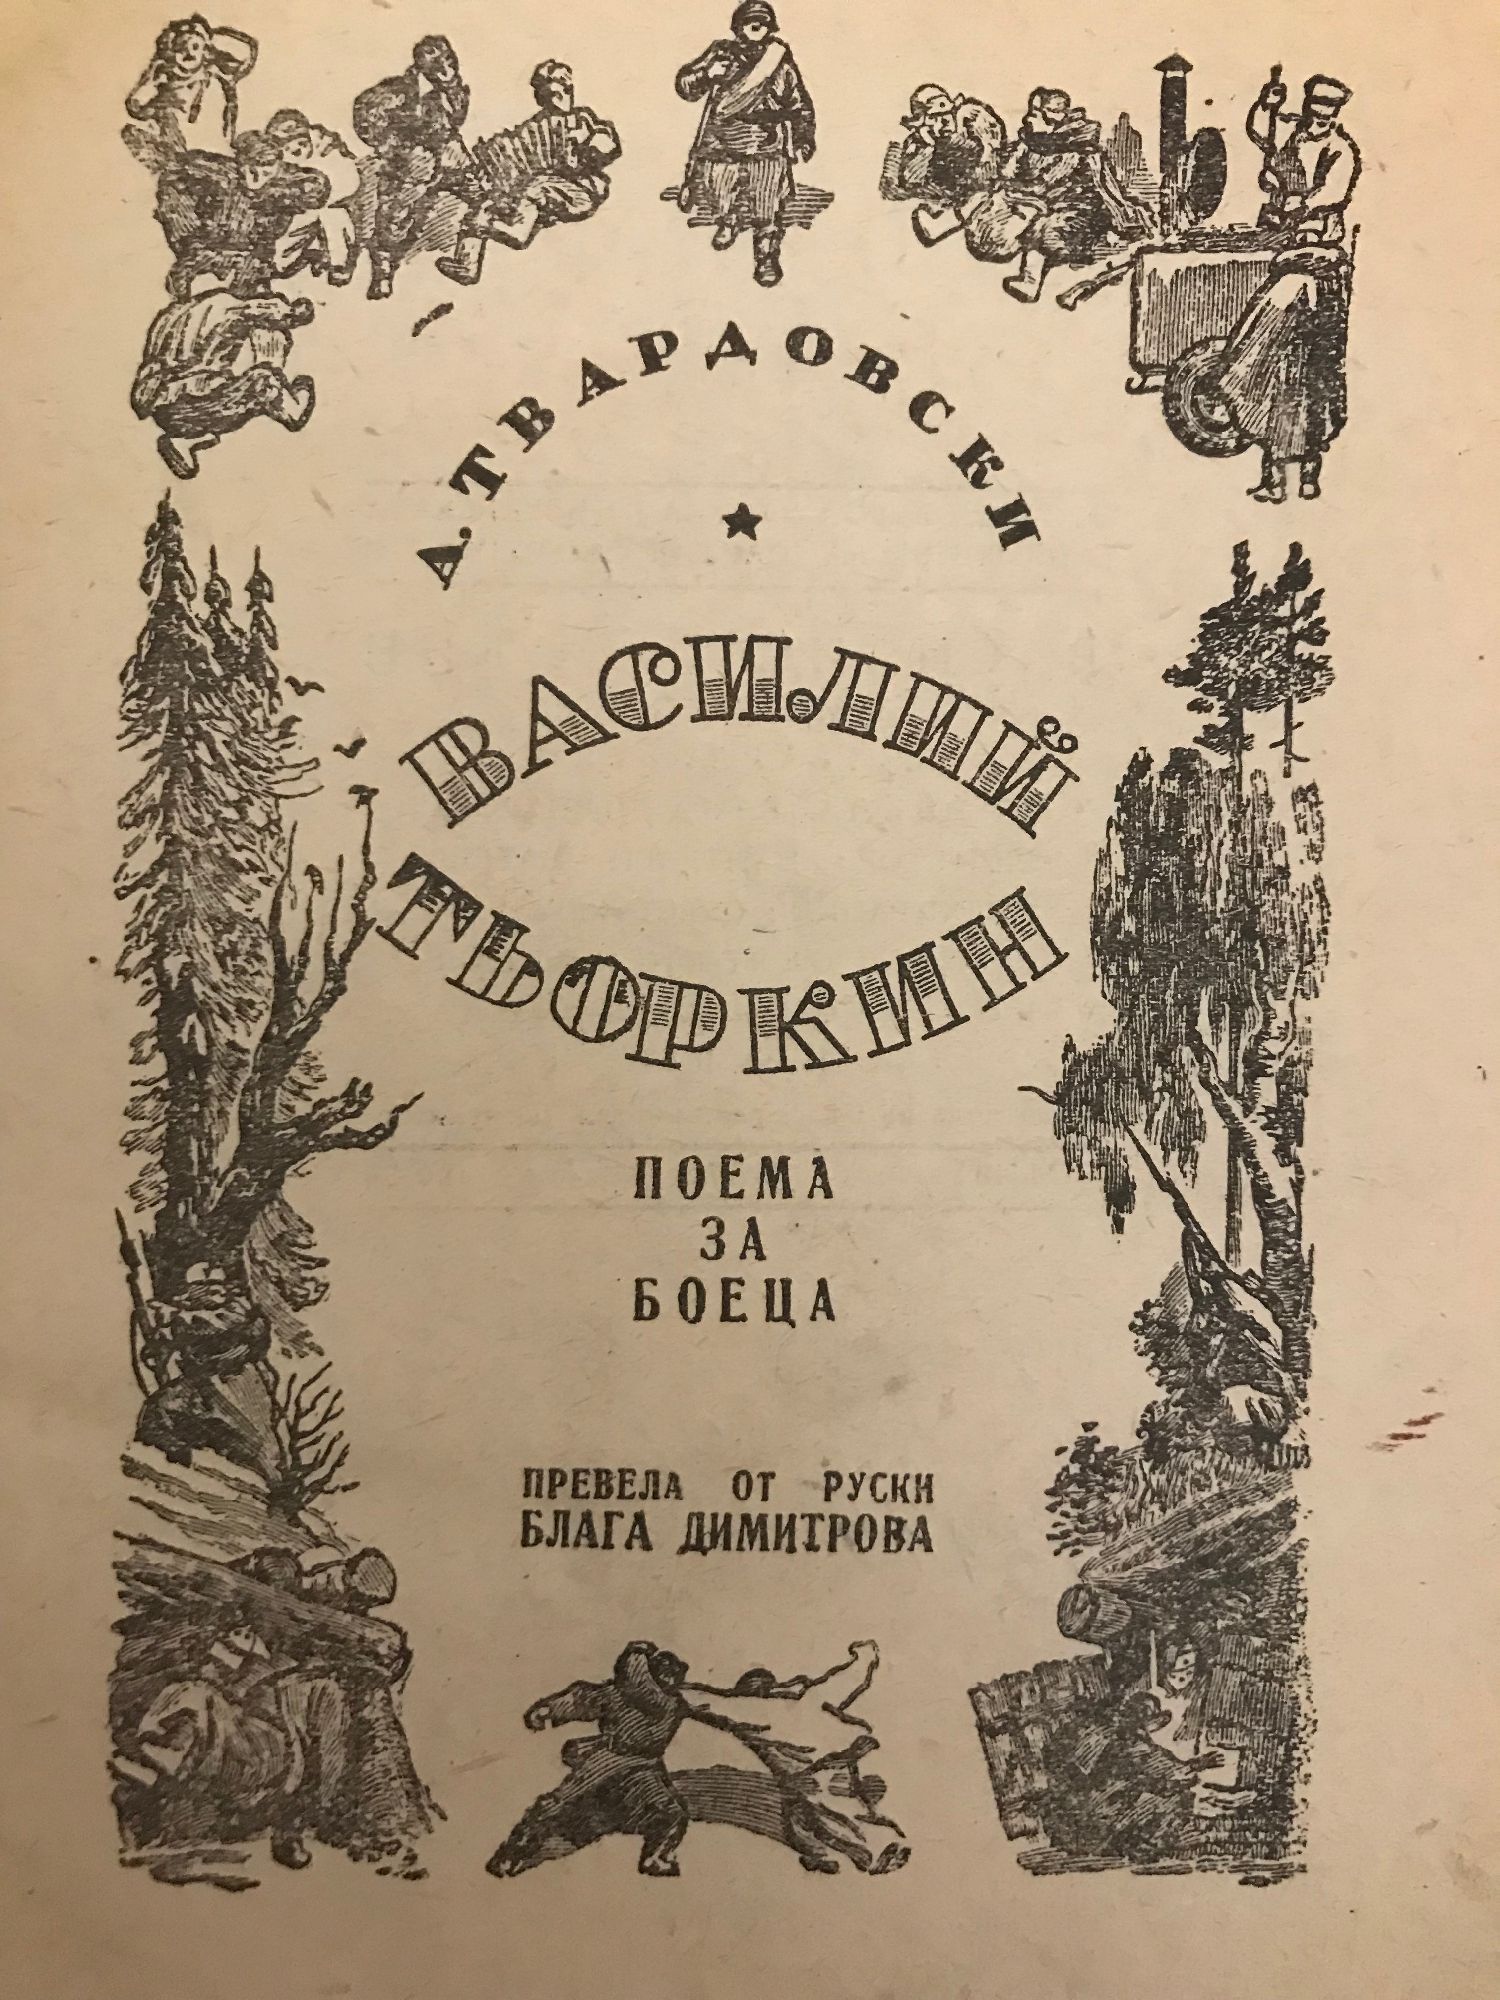 А. ТВАРДОВСКИ
ВАСИЛИЙ
ТЬОРКИН
ПОЕМА
ЗА
БОЕЦА
ПРЕВЕЛА ОТ РУСКИ
БЛАГА ДИМИТРОВА